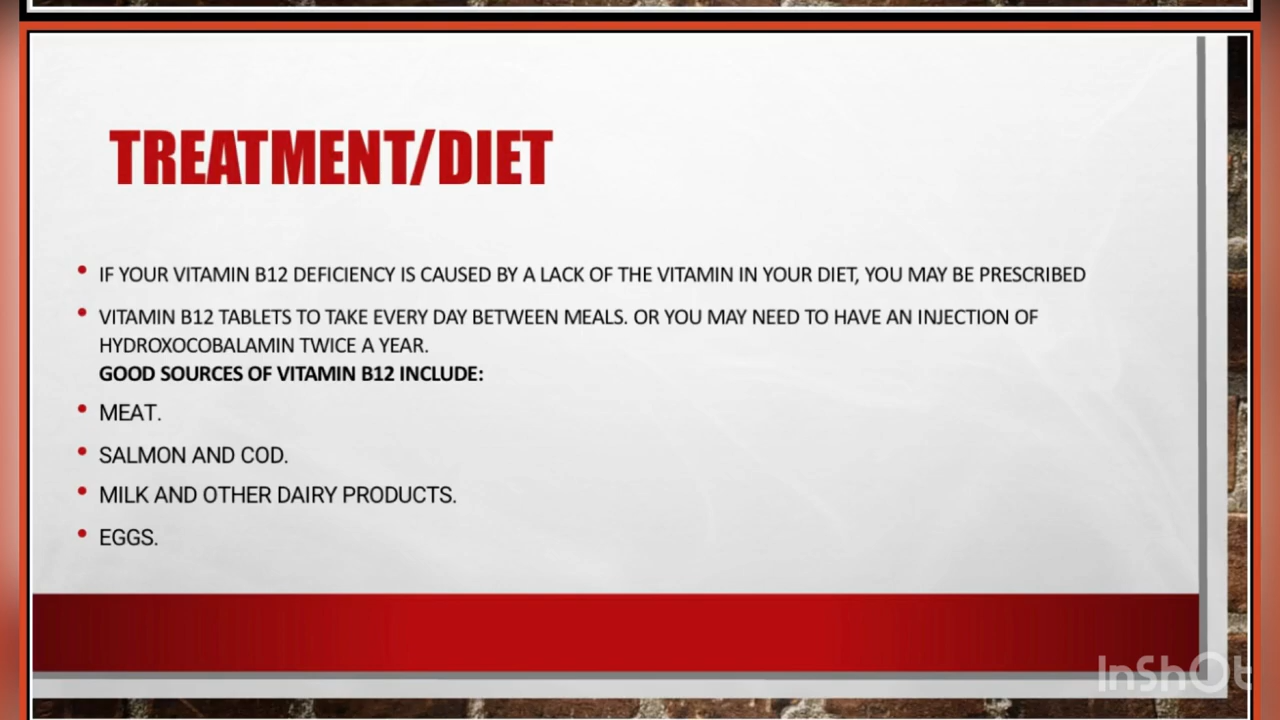 TREATMENT/DIET
• IF YOUR VITAMIN B12 DEFICIENCY IS CAUSED BY A LACK OF THE VITAMIN IN YOUR DIET, YOU MAY BE PRESCRIBED
• VITAMIN B12 TABLETS TO TAKE EVERY DAY BETWEEN MEALS. OR YOU MAY NEED TO HAVE AN INJECTION OF
HYDROXOCOBALAMIN TWICE A YEAR.
GOOD SOURCES OF VITAMIN B12 INCLUDE:
• MEAT.
• SALMON AND COD.
• MILK AND OTHER DAIRY PRODUCTS.
• EGGS.
InShOt